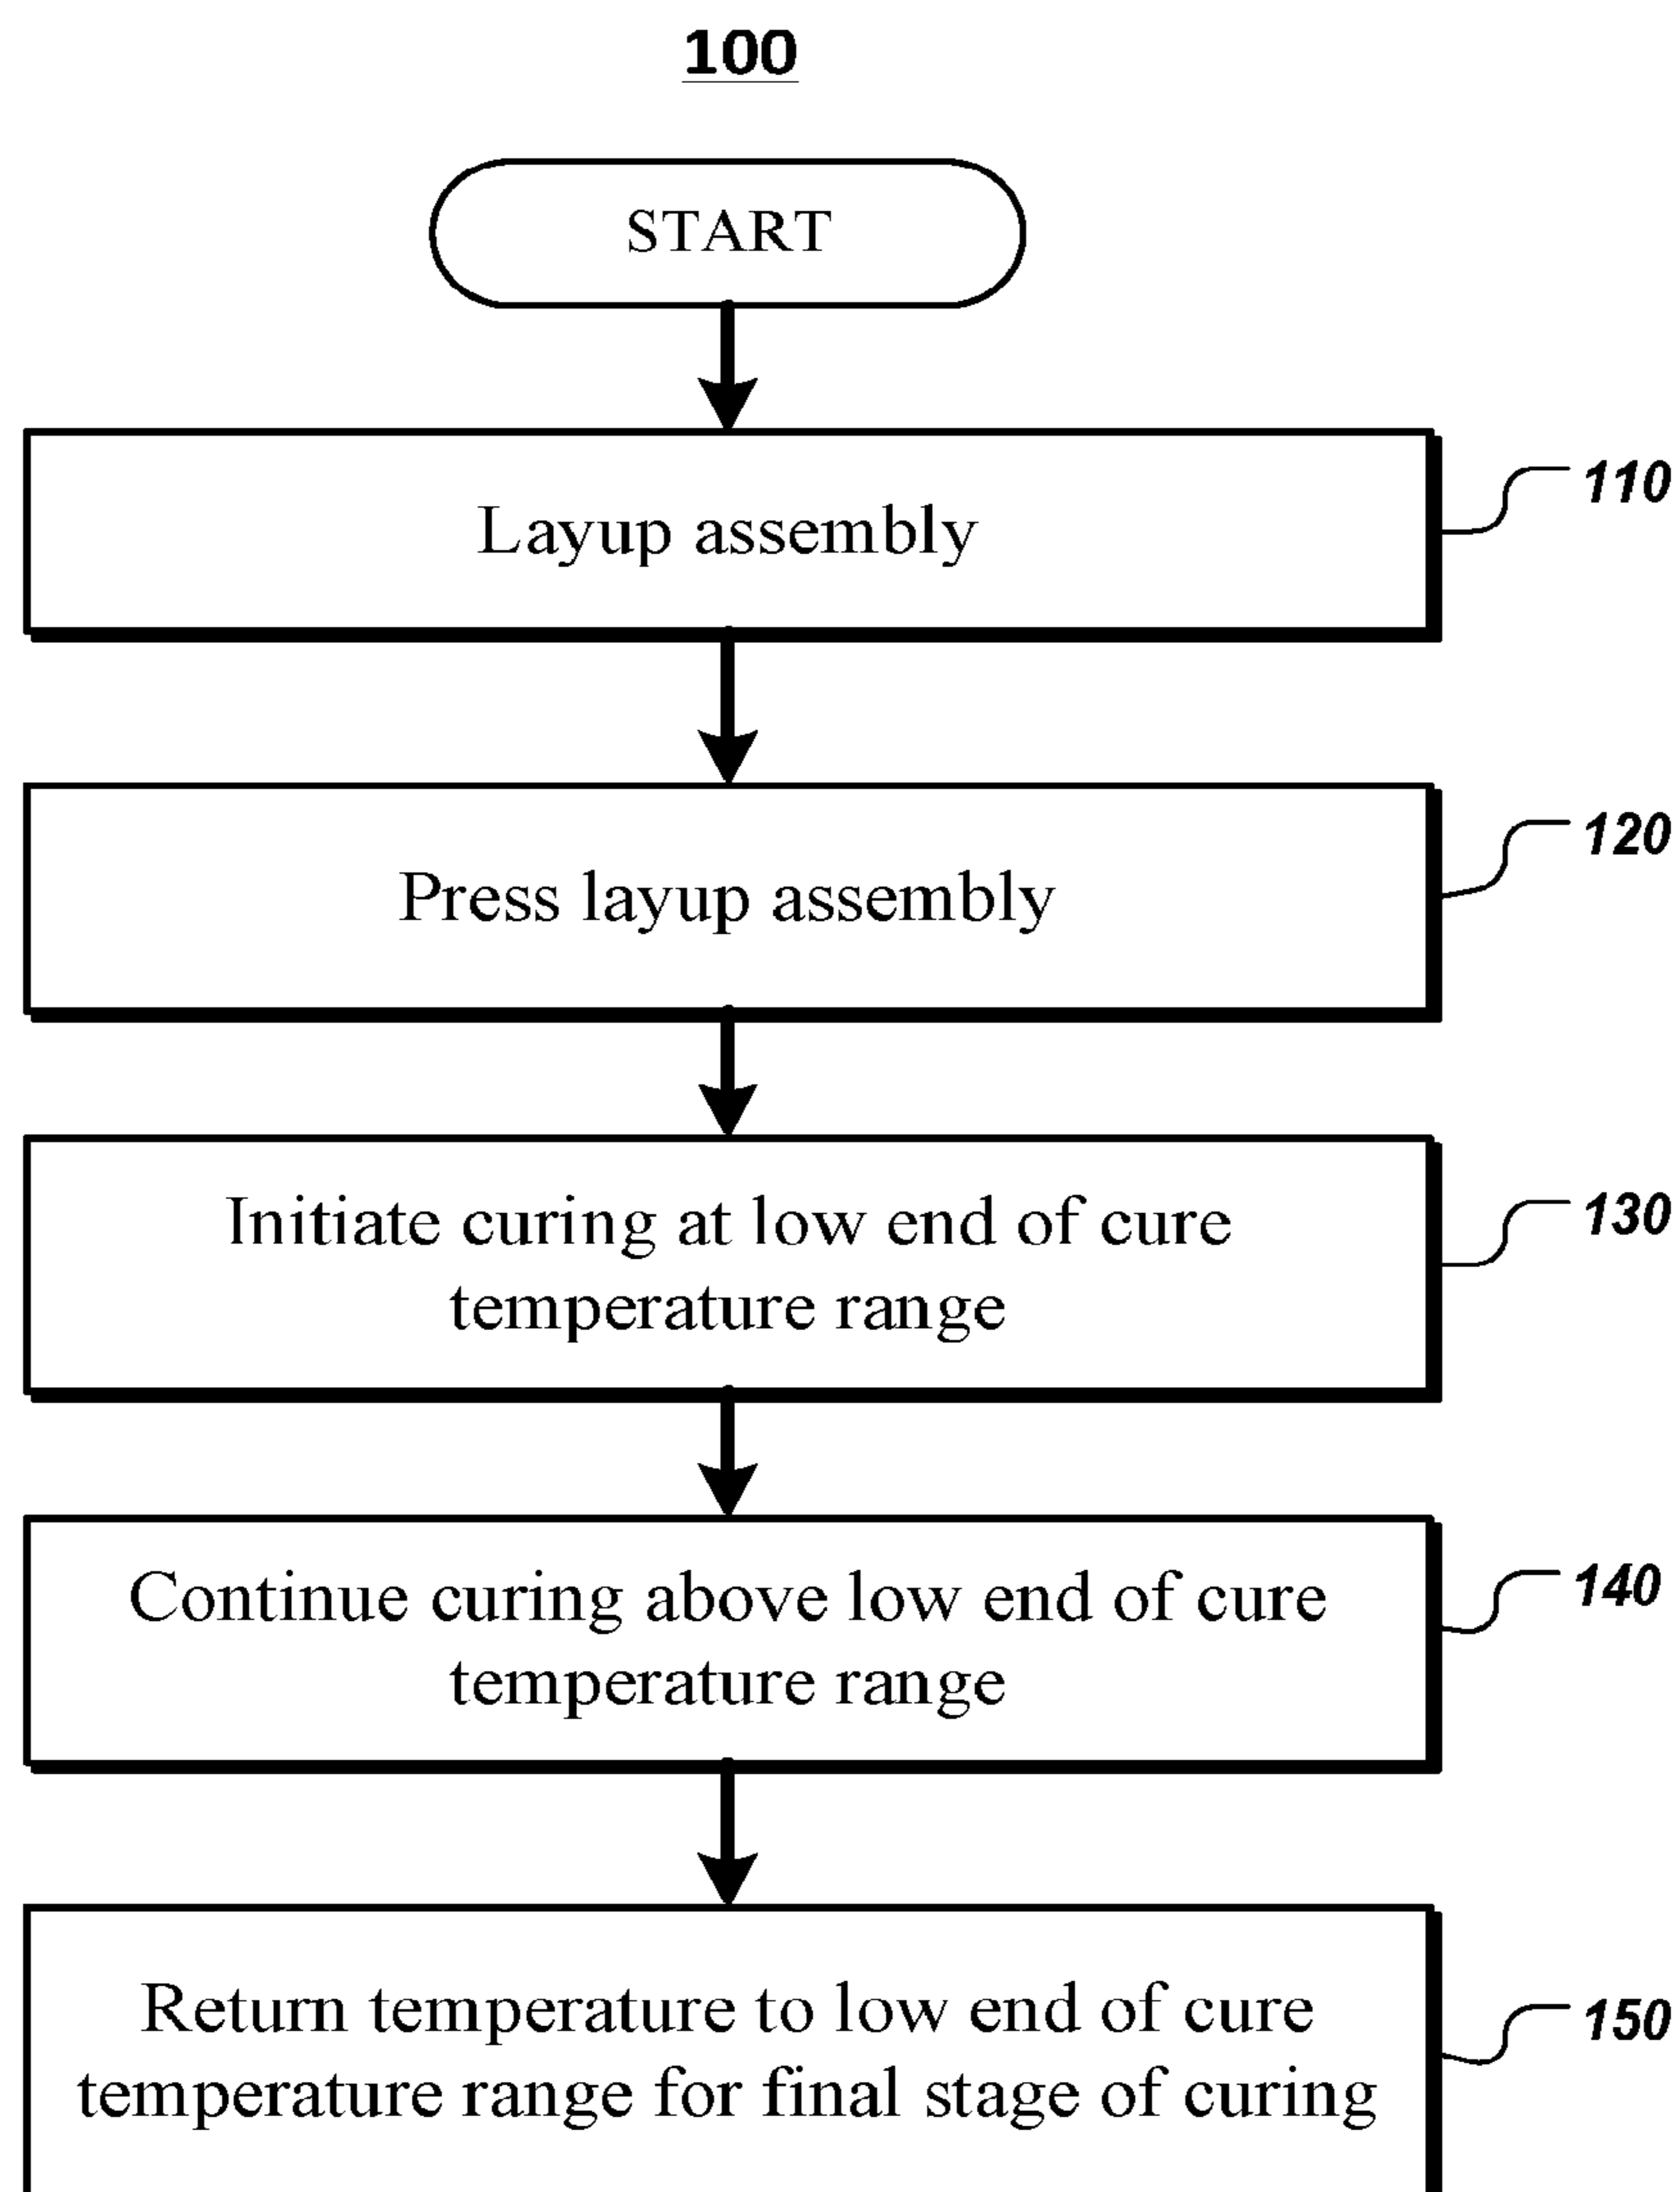 100
START
Layup assembly
110
Press layup assembly
120
Initiate curing at low end of cure
temperature range
130
Continue curing above low end of cure
temperature range
140
Return temperature to low end of cure
temperature range for final stage of curing
150